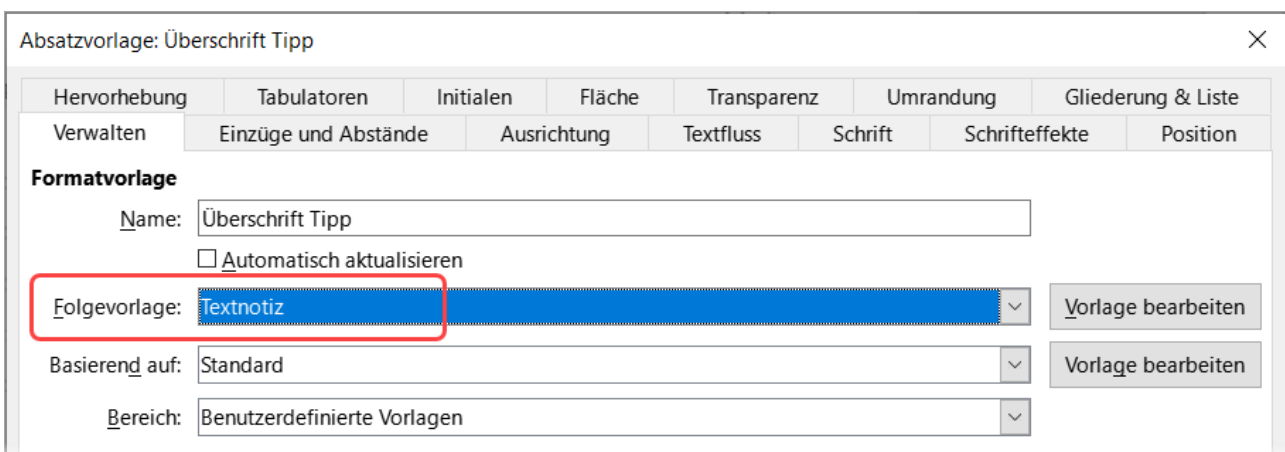 Absatzvorlage: Überschrift Tipp
Hervorhebung Tabulatoren Initialen Fläche Transparenz Umrandung Gliederung & Liste
Verwalten Einzüge und Abstände Ausrichtung Textfluss Schrift Schrifteffekte Position
Formatvorlage
Name: Überschrift Tipp
Automatisch aktualisieren
Folgevorlage: Textnotiz Vorlage bearbeiten
Basierend auf: Standard Vorlage bearbeiten
Bereich: Benutzerdefinierte Vorlagen